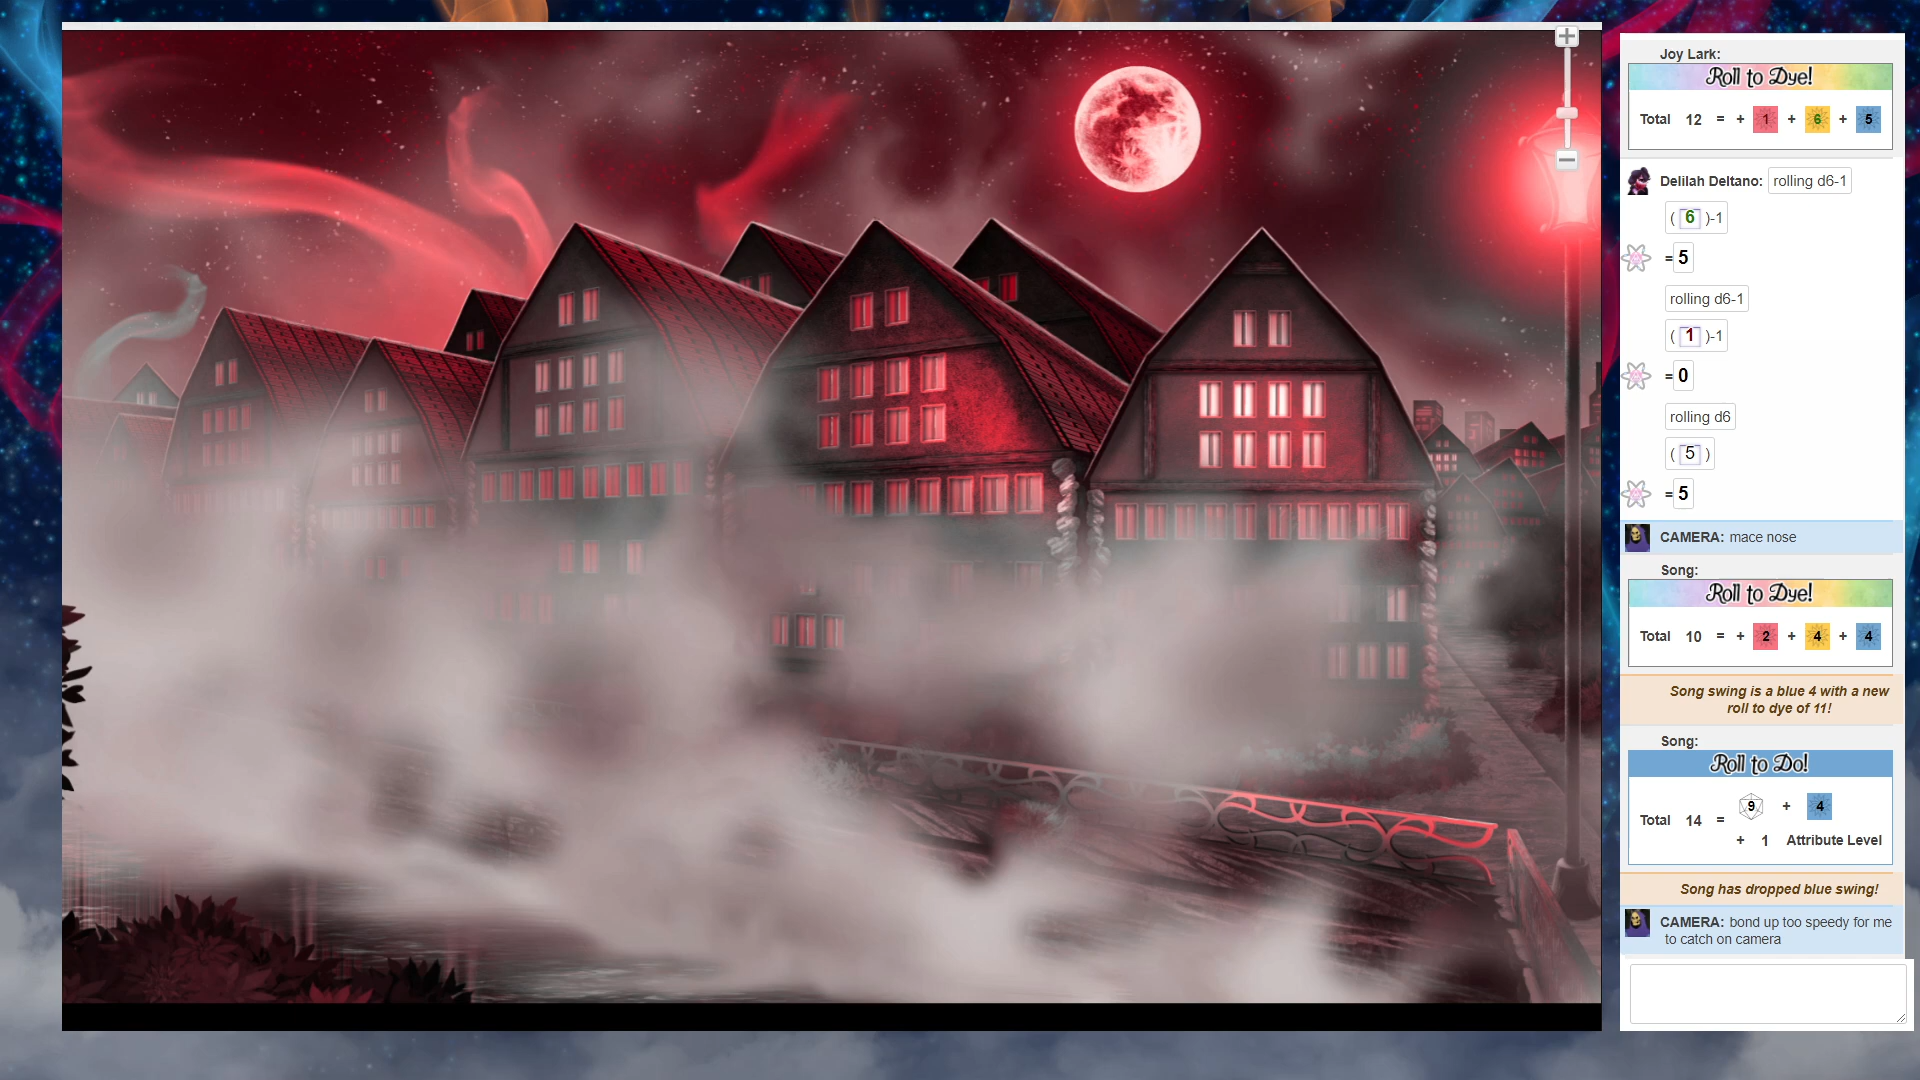 Joy Lark:
Roll to Dye!
Total 12 = + 1 + 6 + 5
Delilah Deltano: rolling d6-1
( 6 )-1
=5
rolling d6-1
( 1 )-1
=0
rolling d6
( 5 )
=5
CAMERA: mace nose
Song:
Roll to Dye!
Total 10 = + 2 + 4 + 4
Song swing is a blue 4 with a new
roll to dye of 11!
Song:
Roll to Do!
Total 14 = 9 + 4
+ 1 Attribute Level
Song has dropped blue swing!
CAMERA: bond up too speedy for me
to catch on camera